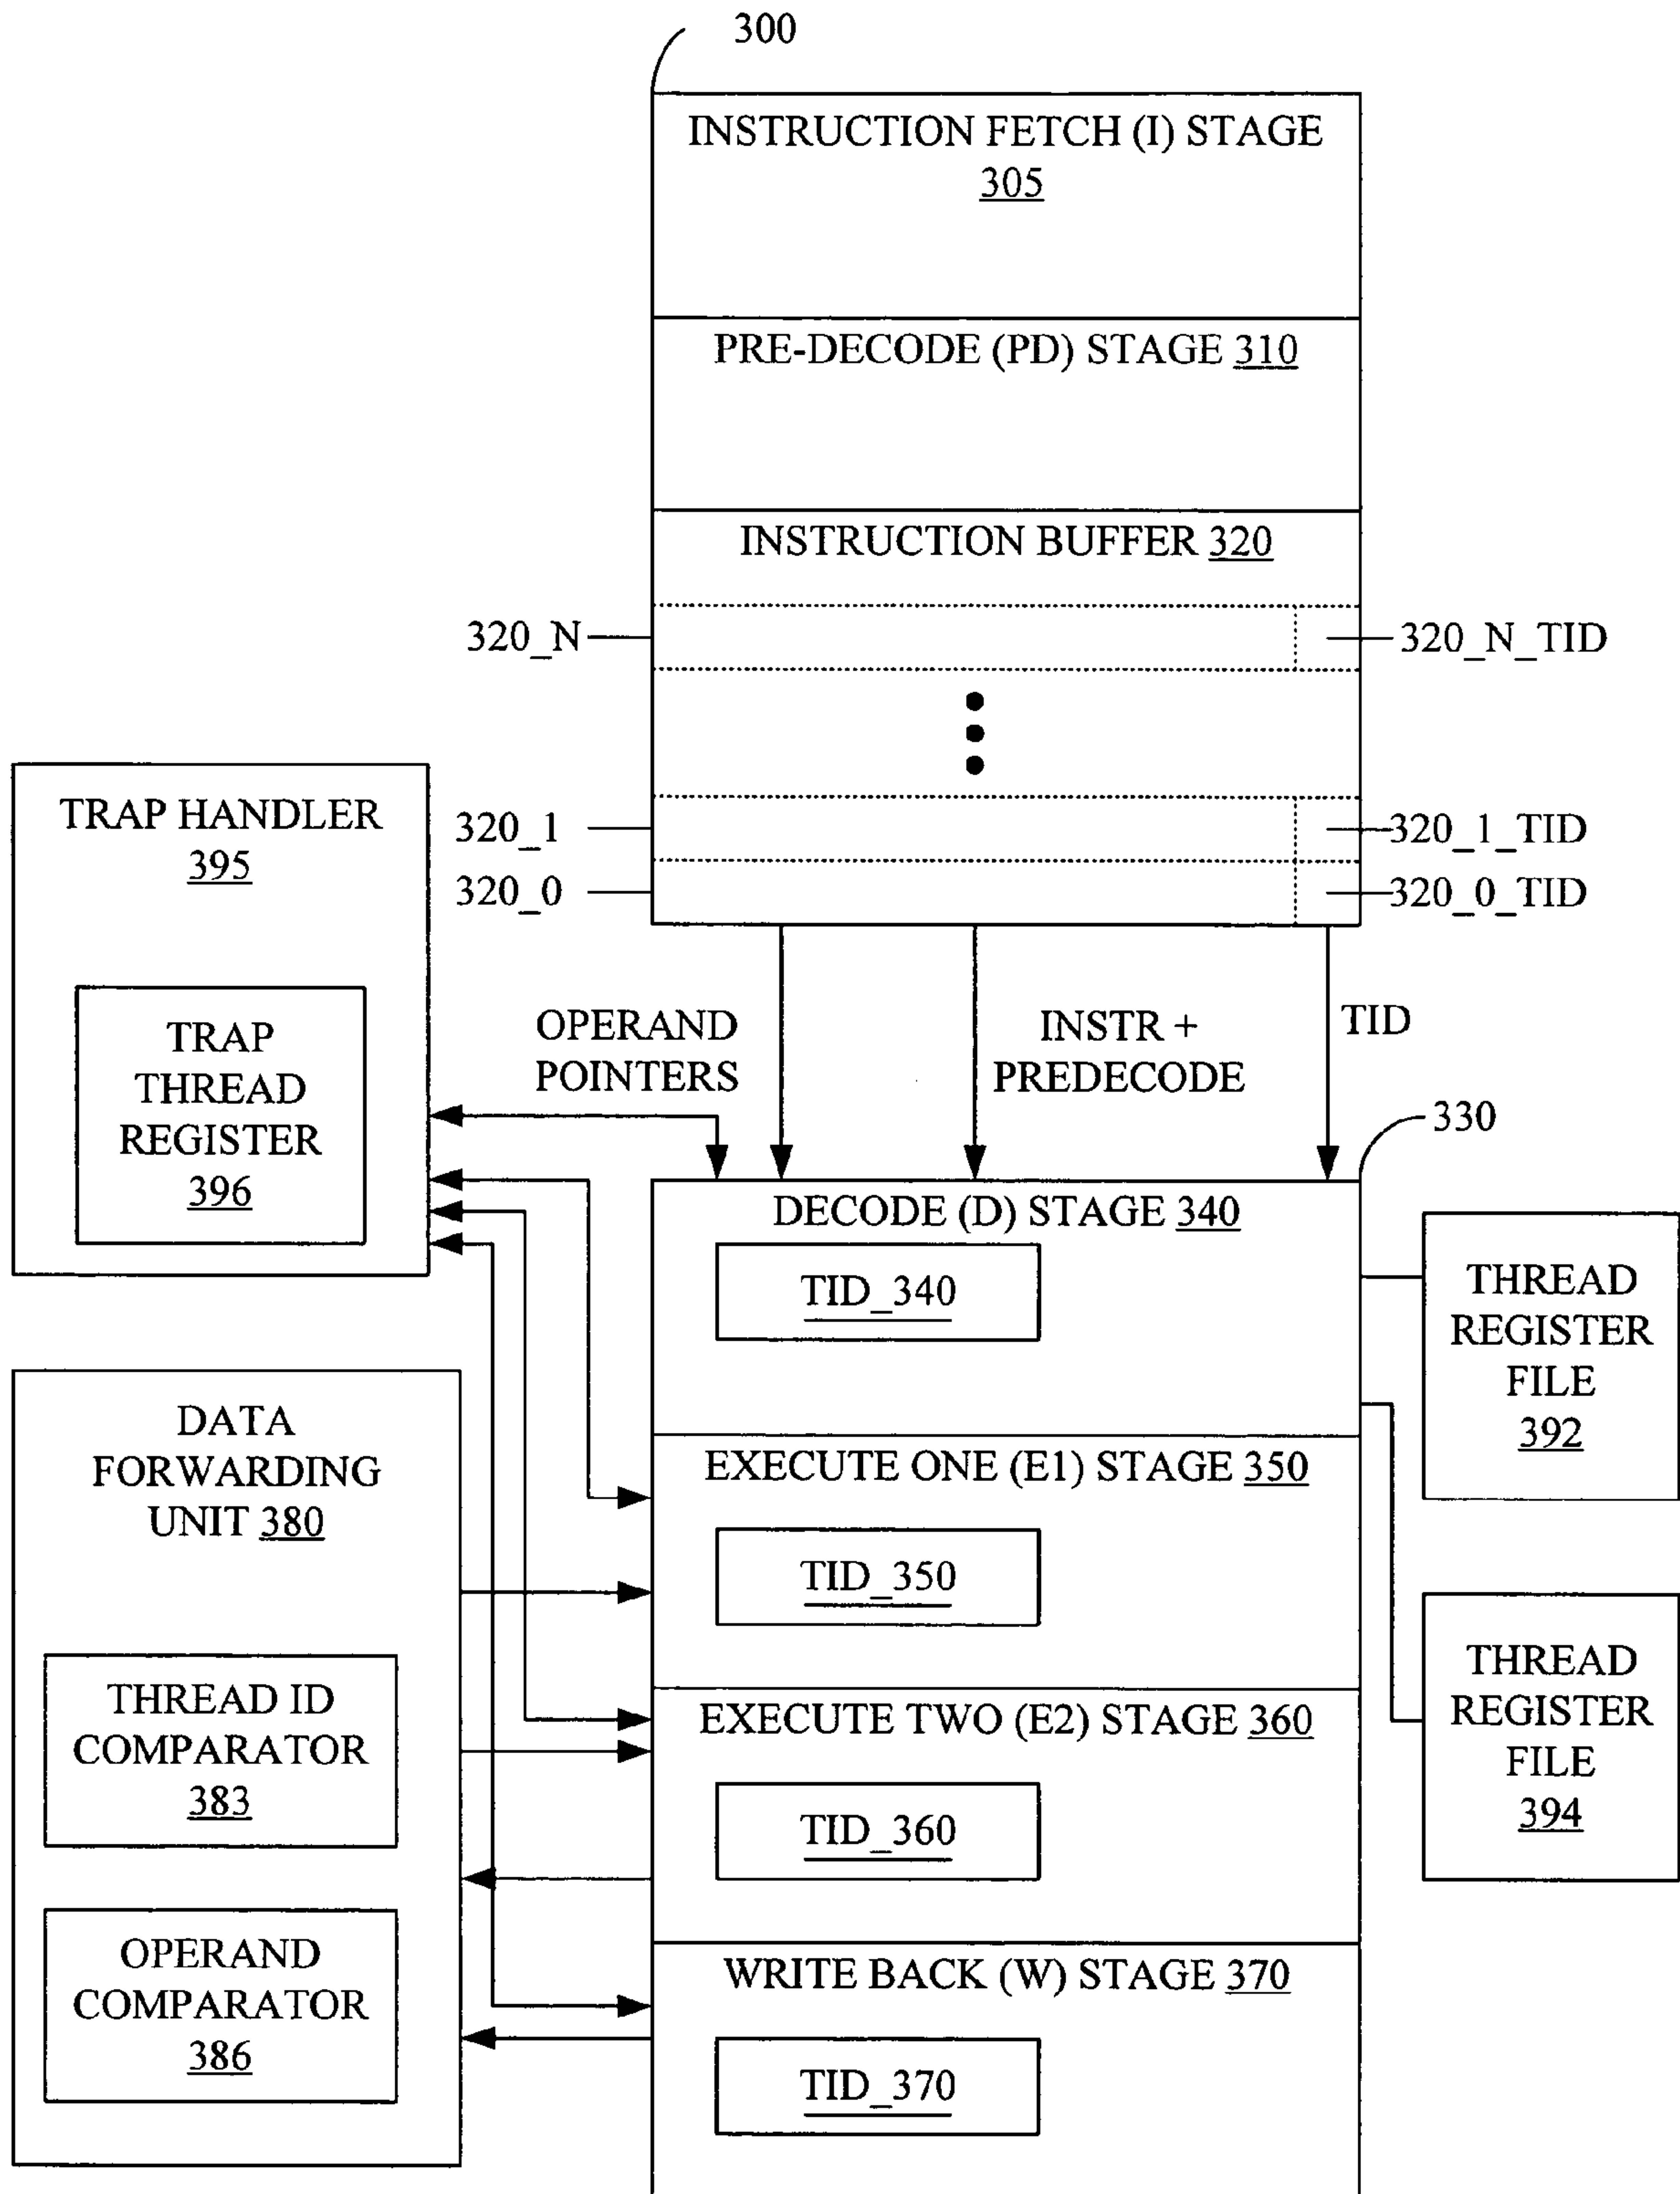 300
INSTRUCTION FETCH (I) STAGE
305
PRE-DECODE (PD) STAGE 310
INSTRUCTION BUFFER 320
320_N
320_N_TID
320_1
320_1_TID
320_0
320_0_TID
TRAP HANDLER
395
TRAP
THREAD
REGISTER
396
OPERAND
POINTERS
INSTR +
PREDECODE
TID
330
DECODE (D) STAGE 340
TID_340
THREAD
REGISTER
FILE
392
DATA
FORWARDING
UNIT 380
EXECUTE ONE (E1) STAGE 350
TID_350
THREAD
REGISTER
FILE
394
THREAD ID
COMPARATOR
383
EXECUTE TWO (E2) STAGE 360
TID_360
OPERAND
COMPARATOR
386
WRITE BACK (W) STAGE 370
TID_370